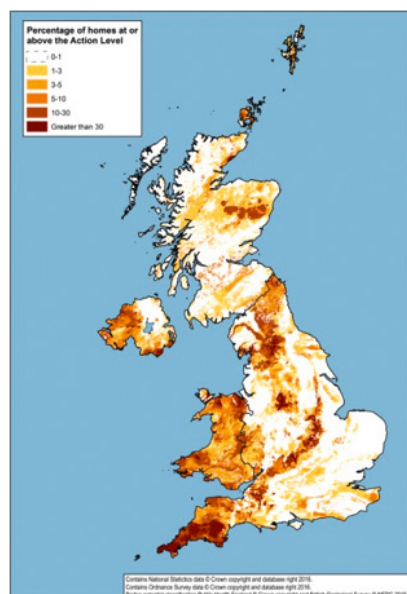 Percentage of homes at or
above the Action Level
0-1
1-3
3-5
5-10
10-30
Greater than 30
Contains National Statistics data © Crown copyright and database right 2016.
Contains Ordnance Survey data © Crown copyright and database right 2016.